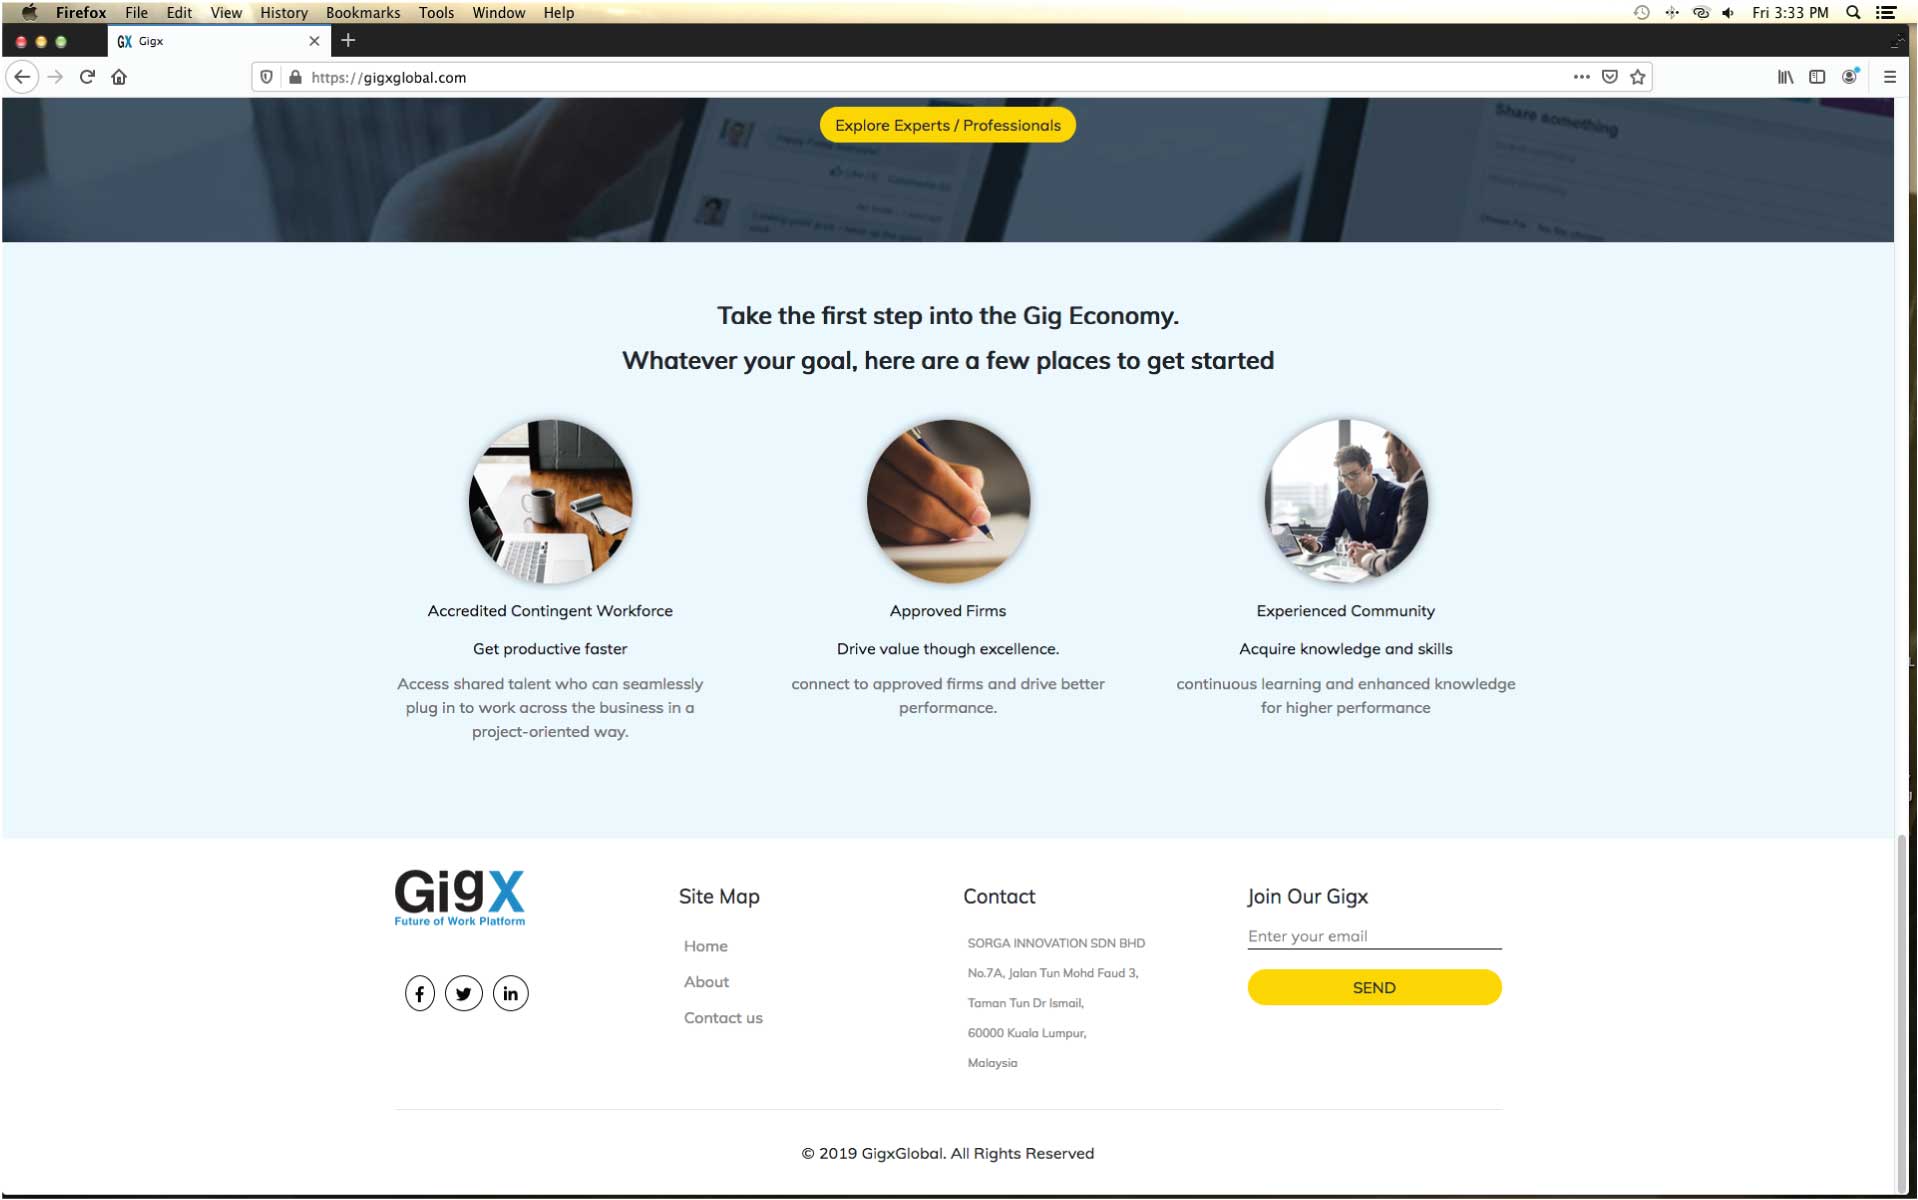 Firefox File Edit View History Bookmarks Tools Window Help
Fri 3:33 PM
GX Gigx
https://gigxglobal.com
Explore Experts / Professionals
Share something
Take the first step into the Gig Economy.
Whatever your goal, here are a few places to get started
Accredited Contingent Workforce
Get productive faster
Access shared talent who can seamlessly
plug in to work across the business in a
project-oriented way.
Approved Firms
Drive value though excellence.
connect to approved firms and drive better
performance.
Experienced Community
Acquire knowledge and skills
continuous learning and enhanced knowledge
for higher performance
GigX
Future of Work Platform
Site Map
Home
About
Contact us
Contact
SORGA INNOVATION SDN BHD
No.7A, Jalan Tun Mohd Faud 3,
Taman Tun Dr Ismail,
60000 Kuala Lumpur,
Malaysia
Join Our Gigx
Enter your email
SEND
© 2019 GigxGlobal. All Rights Reserved